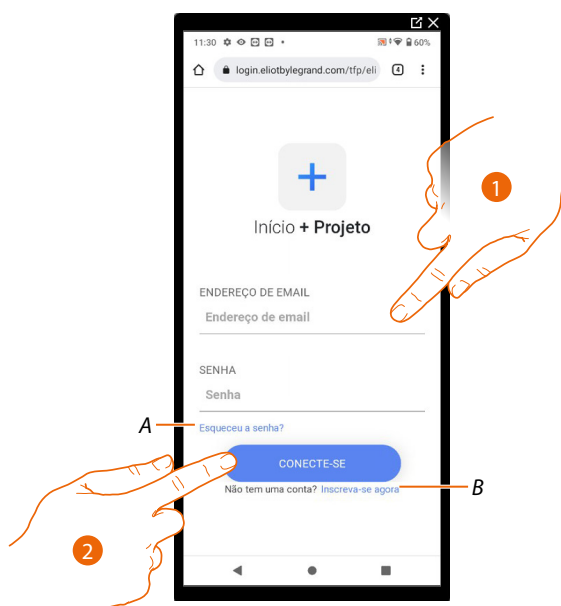 11:30
60%
login.eliotbylegrand.com/tfp/eli
4
Início + Projeto
1
ENDEREÇO DE EMAIL
Endereço de email
SENHA
Senha
A
Esqueceu a senha?
CONECTE-SE
Não tem uma conta? Inscreva-se agora
B
2